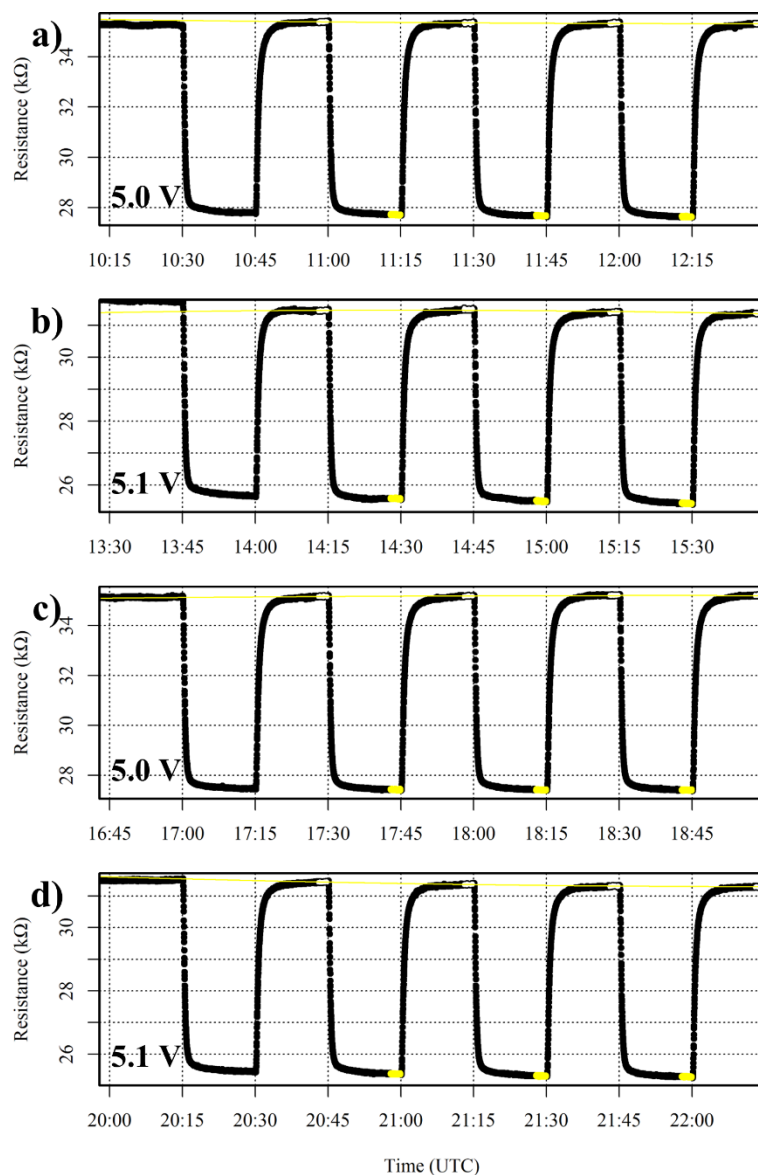 a)
Resistance (kΩ)
34
32
30
28
5.0 V
10:15 10:30 10:45 11:00 11:15 11:30 11:45 12:00 12:15
b)
Resistance (kΩ)
31
28
26
5.1 V
13:30 13:45 14:00 14:15 14:30 14:45 15:00 15:15 15:30
c)
Resistance (kΩ)
34
32
30
28
5.0 V
16:45 17:00 17:15 17:30 17:45 18:00 18:15 18:30 18:45
d)
Resistance (kΩ)
31
28
26
5.1 V
20:00 20:15 20:30 20:45 21:00 21:15 21:30 21:45 22:00
Time (UTC)